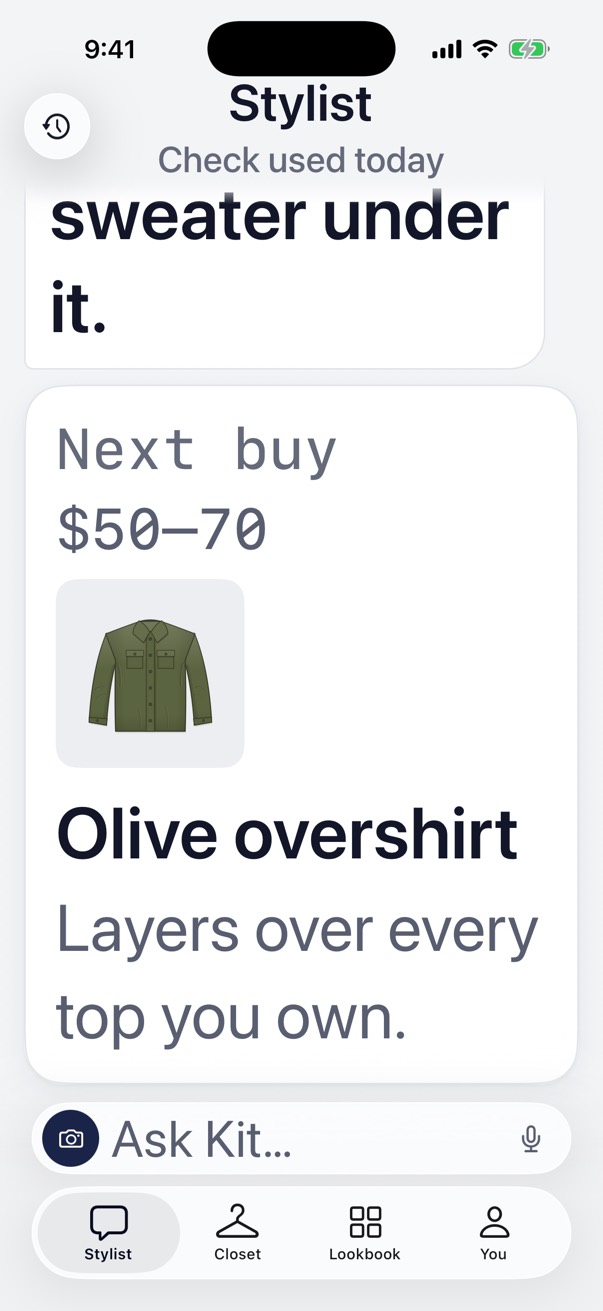 9:41
Stylist
Check used today
sweater under
it.
Next buy
$50–70
Olive overshirt
Layers over every
top you own.
Ask Kit…
Stylist
Closet
Lookbook
You